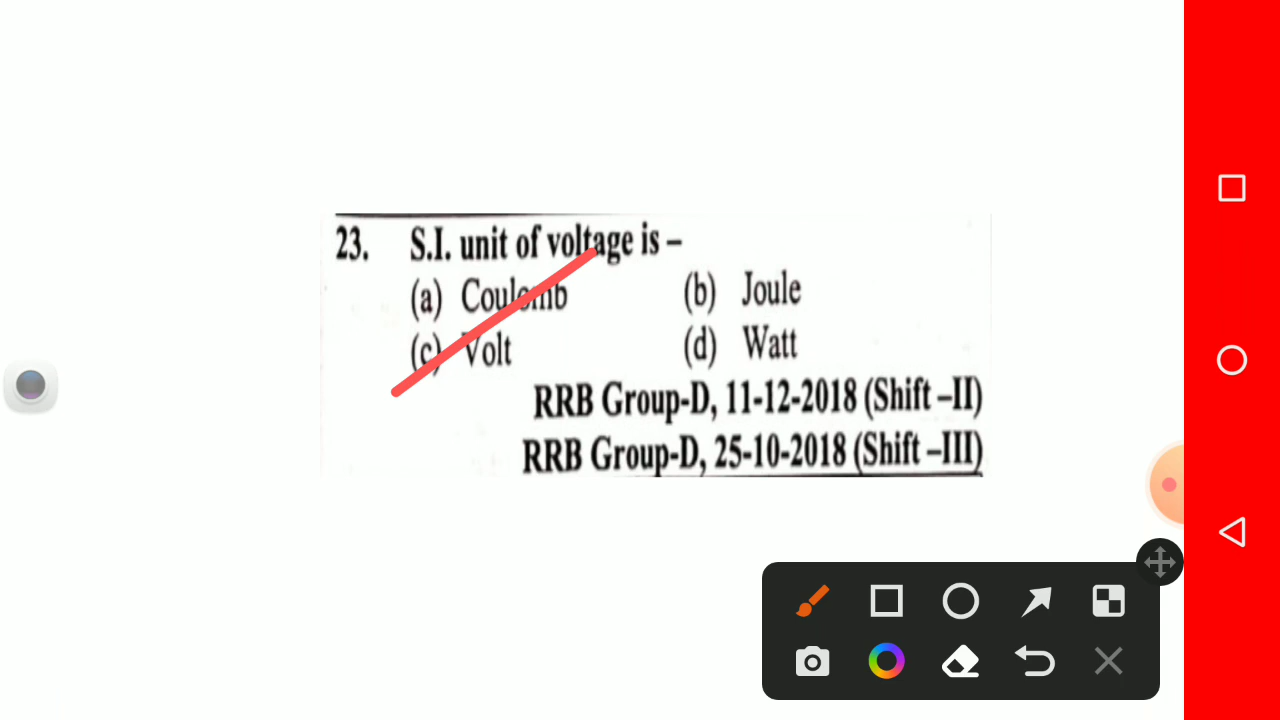 23. S.I. unit of voltage is –
(a) Coulomb (b) Joule
(c) Volt (d) Watt
RRB Group-D, 11-12-2018 (Shift –II)
RRB Group-D, 25-10-2018 (Shift –III)